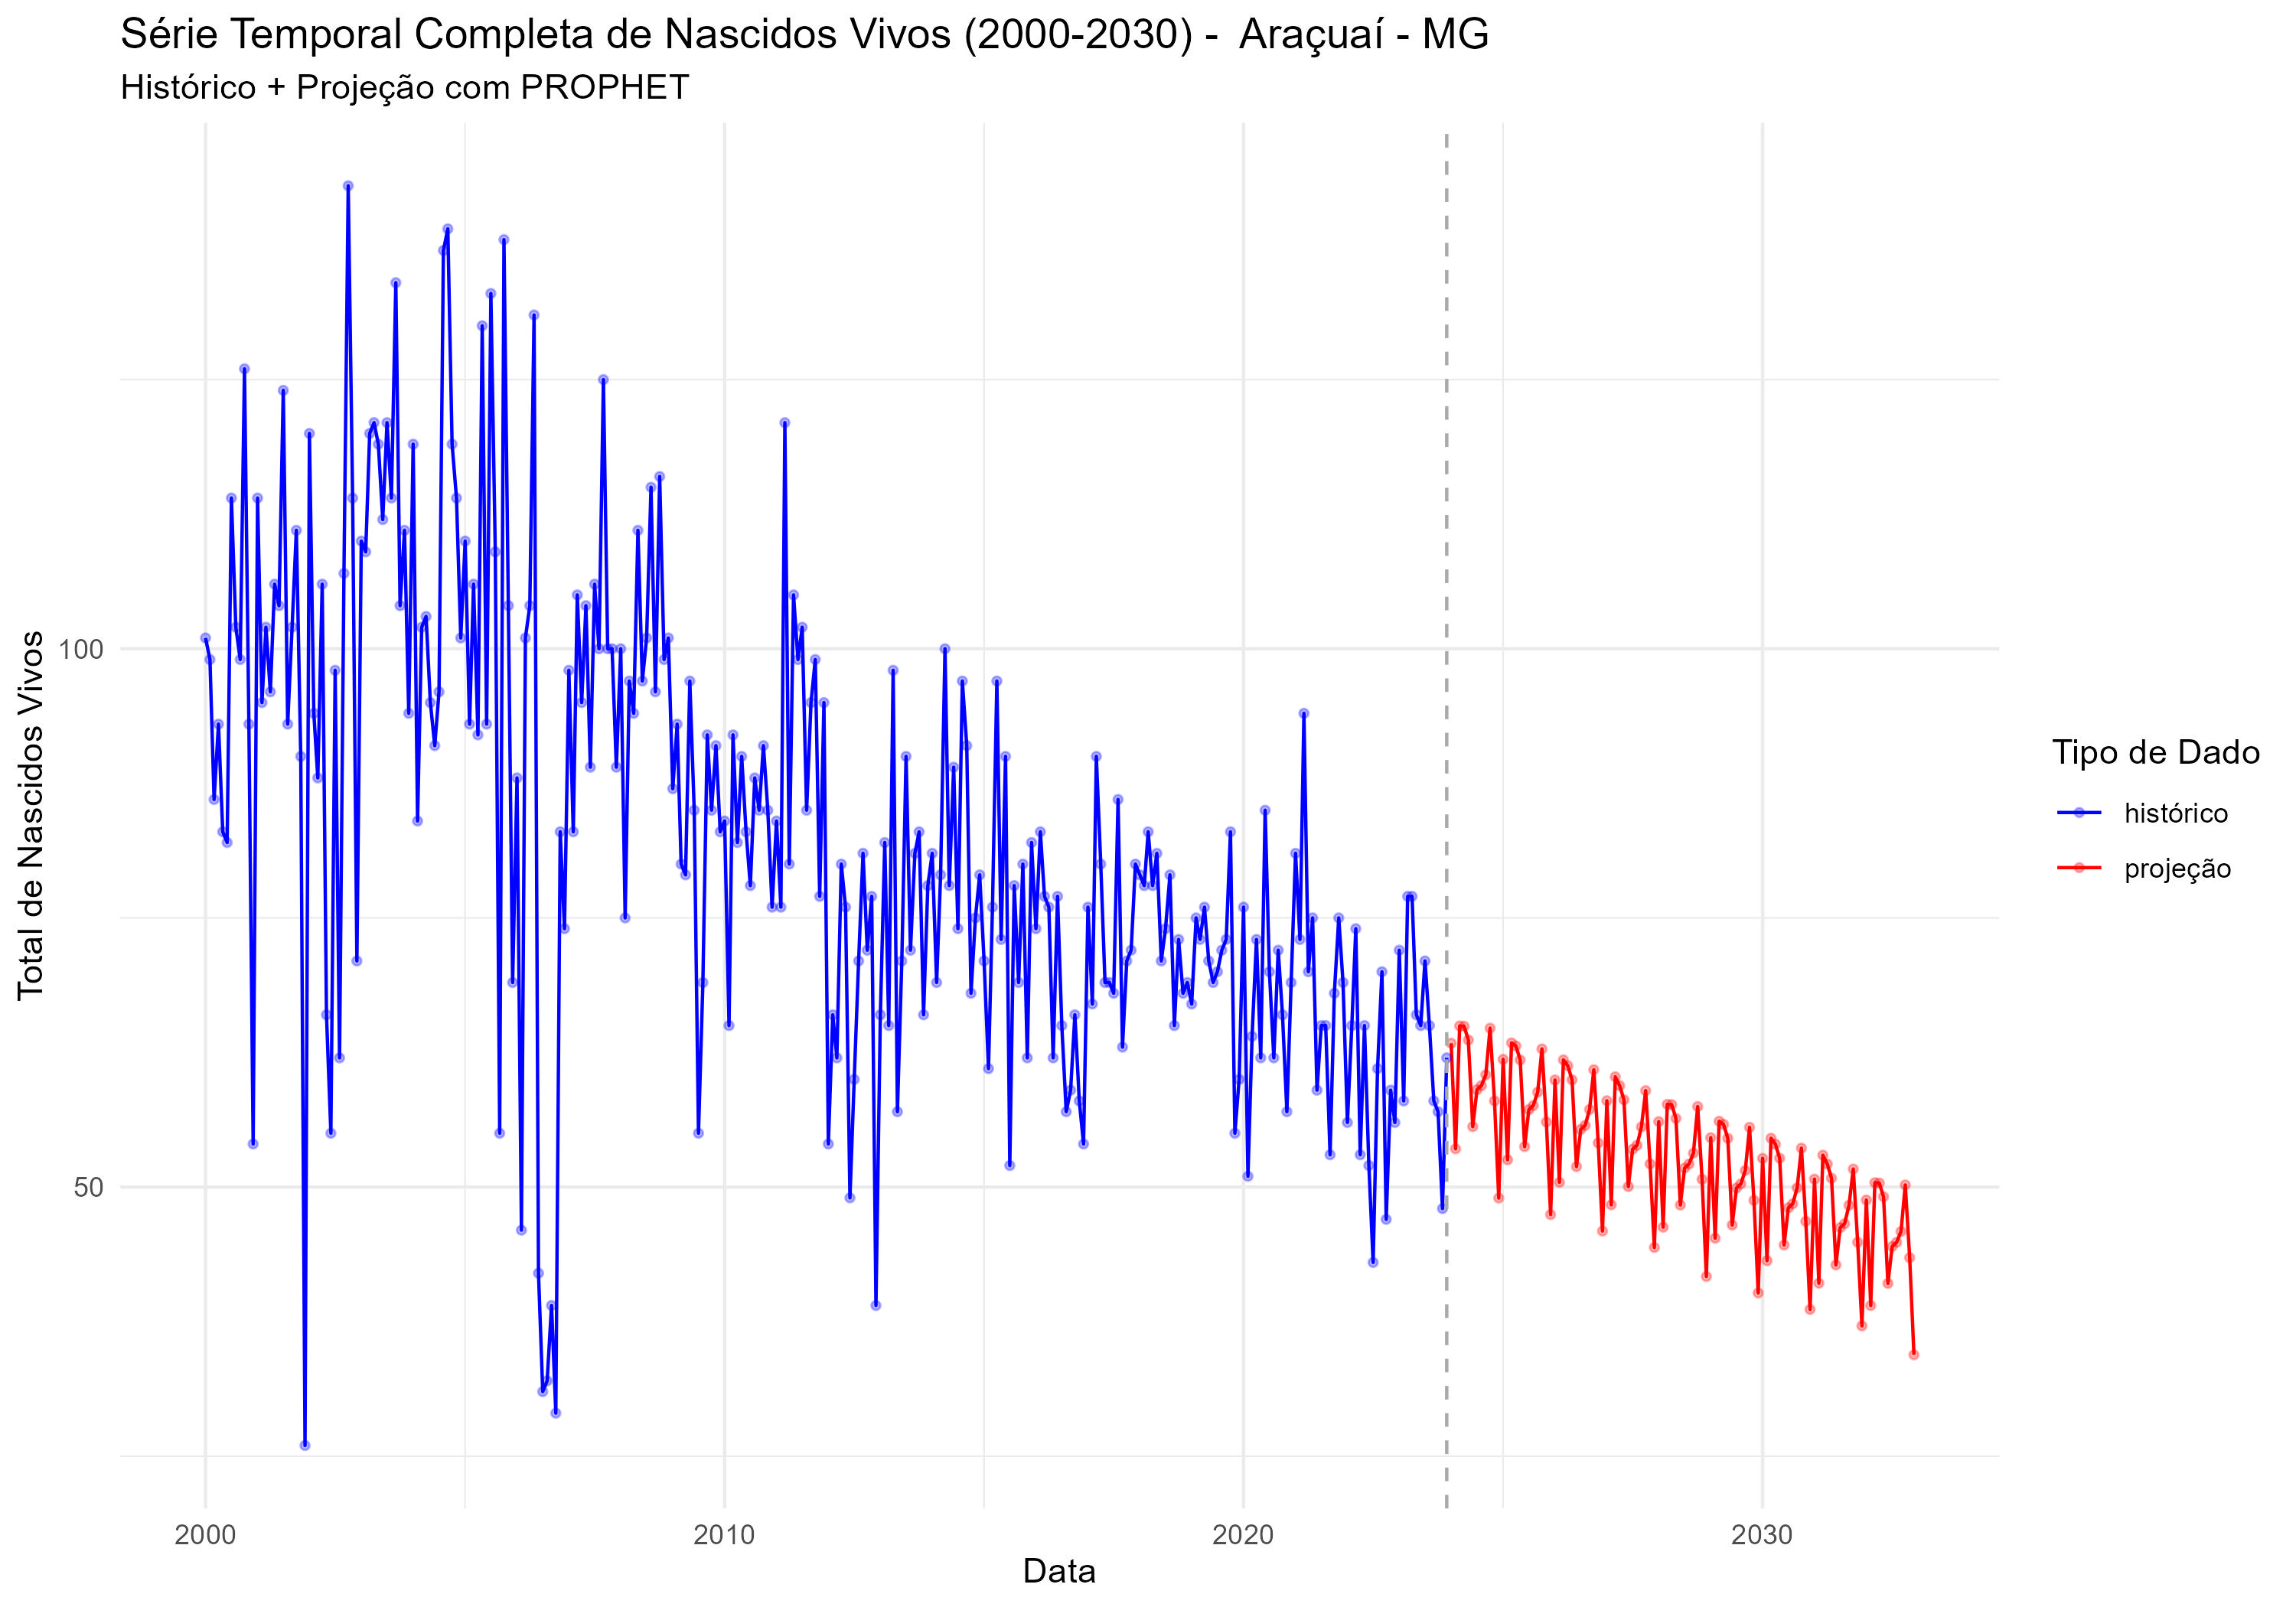 Série Temporal Completa de Nascidos Vivos (2000-2030) -  Araçuaí - MG
Histórico + Projeção com PROPHET
Total de Nascidos Vivos
100
50
2000
2010
2020
2030
Data
Tipo de Dado
histórico
projeção